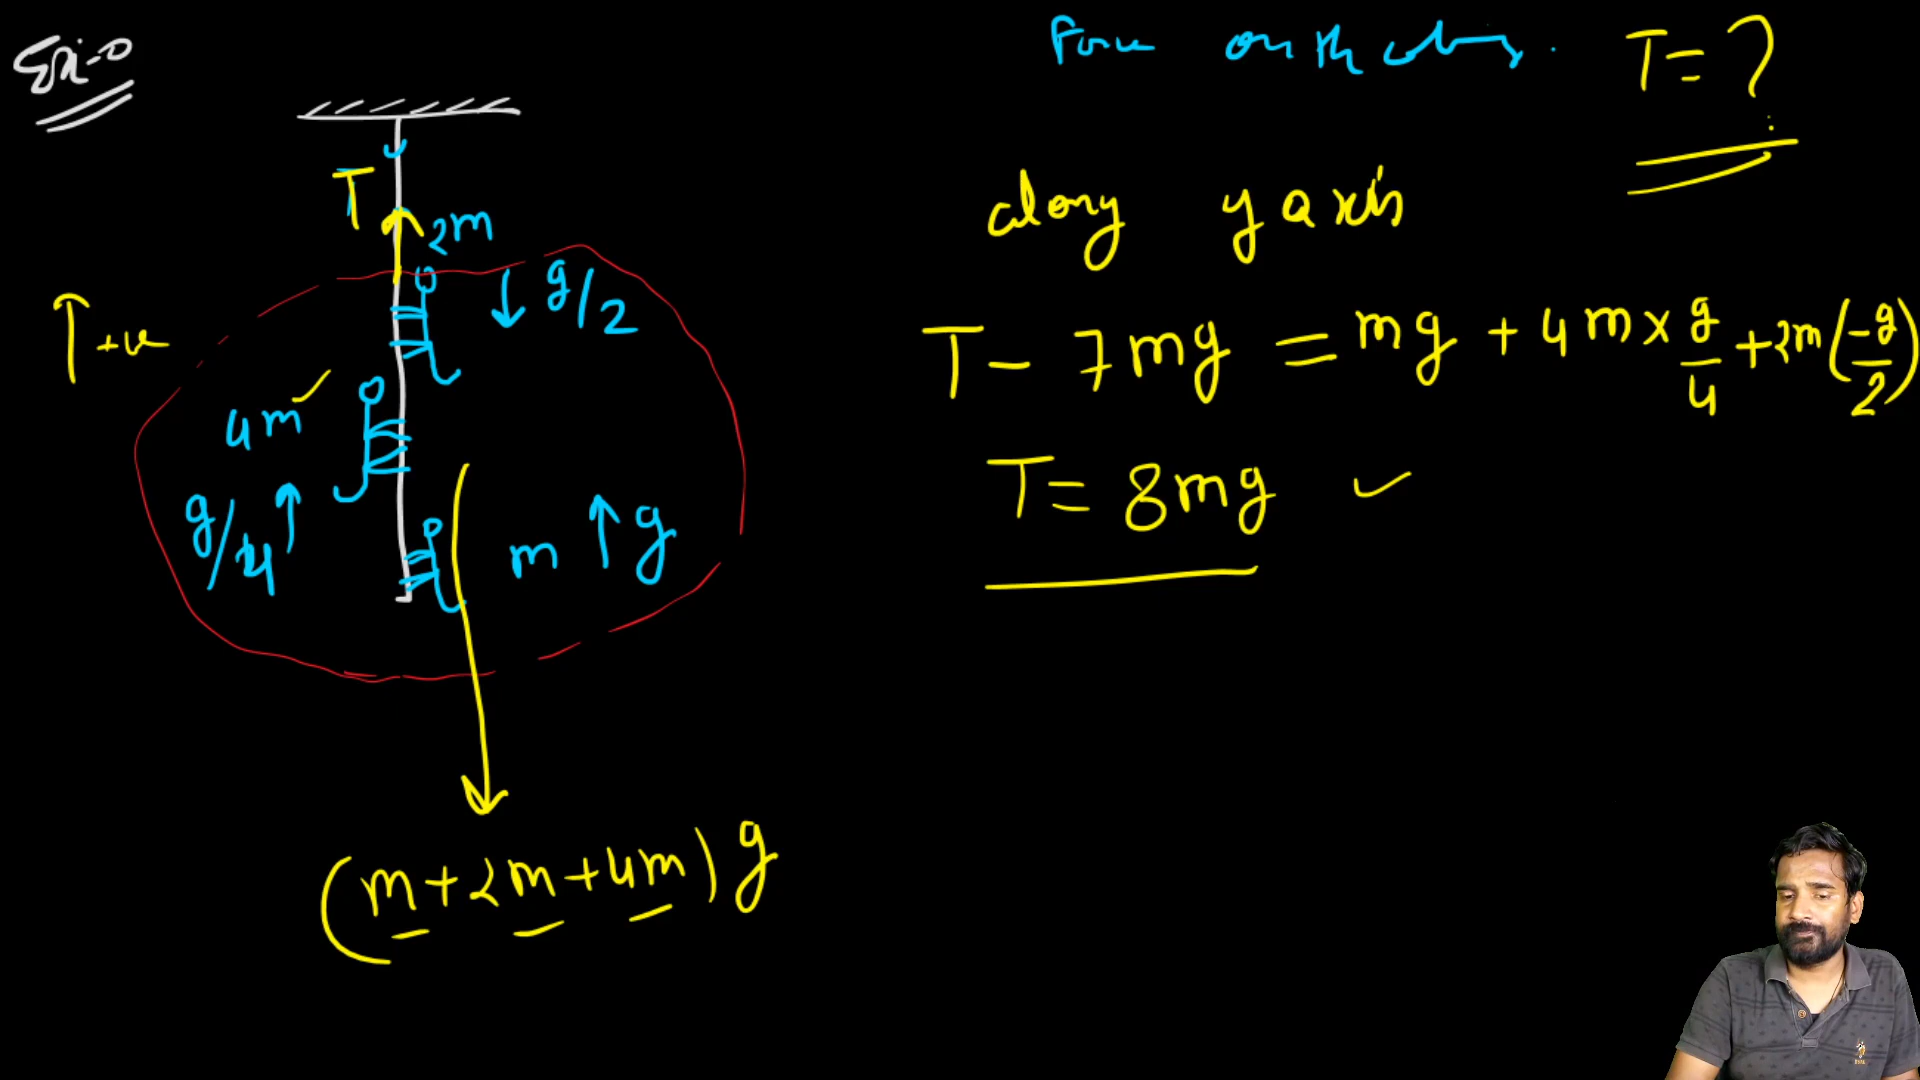 Force on the ceiling. T = ?
T
2m
↓ g/2
↑ +ve
4m
g/4 ↑
m ↑ g
(m + 2m + 4m) g
along y axis
T - 7mg = mg + 4m × g/4 + 2m (-g/2)
T = 8mg ✓